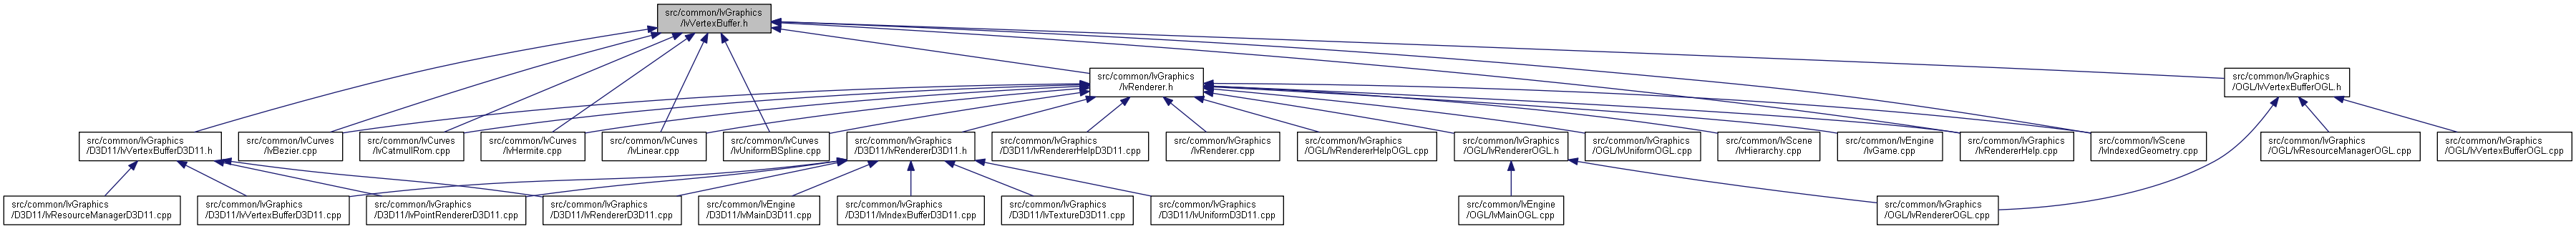 src/common/lvGraphics
/lvVertexBuffer.h
src/common/lvGraphics
/lvRenderer.h
src/common/lvGraphics
/OGL/lvVertexBufferOGL.h
src/common/lvGraphics
/D3D11/lvVertexBufferD3D11.h
src/common/lvCurves
/lvBezier.cpp
src/common/lvCurves
/lvCatmullRom.cpp
src/common/lvCurves
/lvHermite.cpp
src/common/lvCurves
/lvLinear.cpp
src/common/lvCurves
/lvUniformBSpline.cpp
src/common/lvGraphics
/D3D11/lvRendererD3D11.h
src/common/lvGraphics
/D3D11/lvRendererHelpD3D11.cpp
src/common/lvGraphics
/lvRenderer.cpp
src/common/lvGraphics
/OGL/lvRendererHelpOGL.cpp
src/common/lvGraphics
/OGL/lvRendererOGL.h
src/common/lvGraphics
/OGL/lvUniformOGL.cpp
src/common/lvScene
/lvHierarchy.cpp
src/common/lvEngine
/lvGame.cpp
src/common/lvGraphics
/lvRendererHelp.cpp
src/common/lvScene
/lvIndexedGeometry.cpp
src/common/lvGraphics
/OGL/lvResourceManagerOGL.cpp
src/common/lvGraphics
/OGL/lvVertexBufferOGL.cpp
src/common/lvGraphics
/D3D11/lvResourceManagerD3D11.cpp
src/common/lvGraphics
/D3D11/lvVertexBufferD3D11.cpp
src/common/lvGraphics
/D3D11/lvPointRendererD3D11.cpp
src/common/lvGraphics
/D3D11/lvRendererD3D11.cpp
src/common/lvEngine
/D3D11/lvMainD3D11.cpp
src/common/lvGraphics
/D3D11/lvIndexBufferD3D11.cpp
src/common/lvGraphics
/D3D11/lvTextureD3D11.cpp
src/common/lvGraphics
/D3D11/lvUniformD3D11.cpp
src/common/lvEngine
/OGL/lvMainOGL.cpp
src/common/lvGraphics
/OGL/lvRendererOGL.cpp